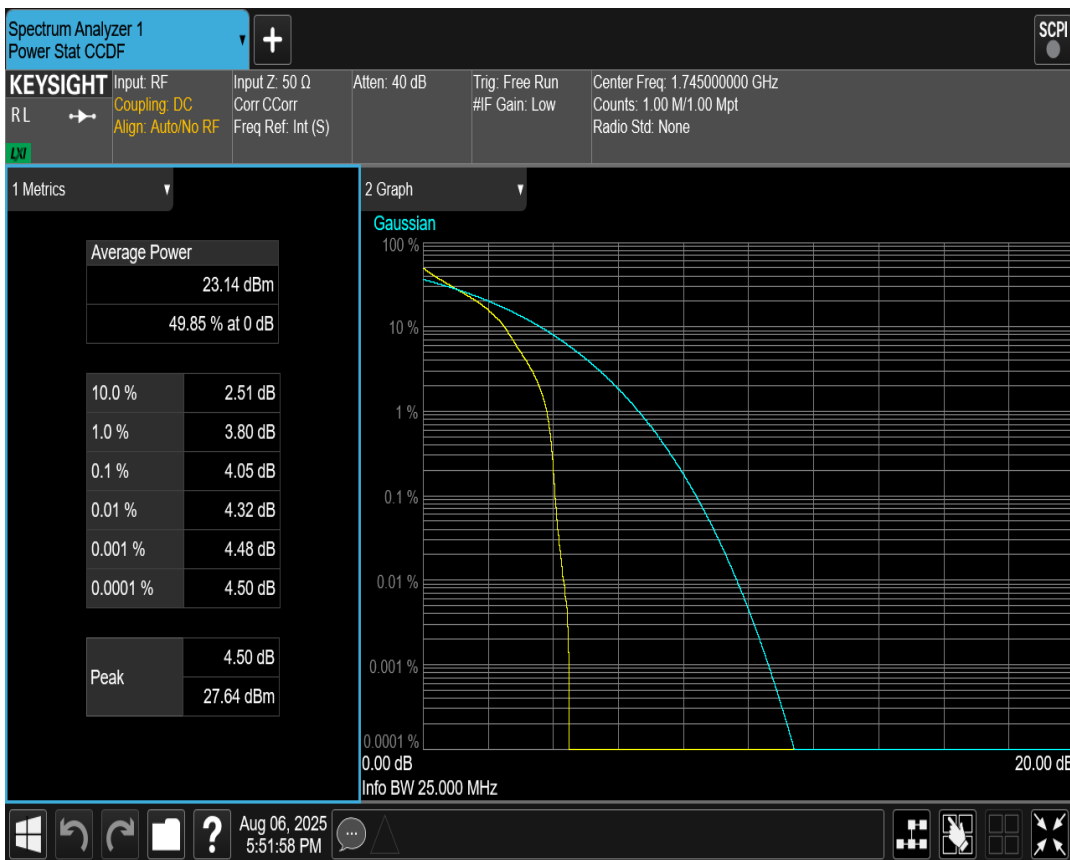 Spectrum Analyzer 1
Power Stat CCDF
+
SCPI
KEYSIGHT
RL
LXI
Input: RF
Coupling: DC
Align: Auto/No RF
Input Z: 50 Ω
Corr CCorr
Freq Ref: Int (S)
Atten: 40 dB
Trig: Free Run
#IF Gain: Low
Center Freq: 1.745000000 GHz
Counts: 1.00 M/1.00 Mpt
Radio Std: None
1 Metrics
Average Power
23.14 dBm
49.85 % at 0 dB
10.0 % 2.51 dB
1.0 % 3.80 dB
0.1 % 4.05 dB
0.01 % 4.32 dB
0.001 % 4.48 dB
0.0001 % 4.50 dB
Peak
4.50 dB
27.64 dBm
2 Graph
Gaussian
100 %
10 %
1 %
0.1 %
0.01 %
0.001 %
0.0001 %
0.00 dB 20.00 dB
Info BW 25.000 MHz
?
Aug 06, 2025
5:51:58 PM